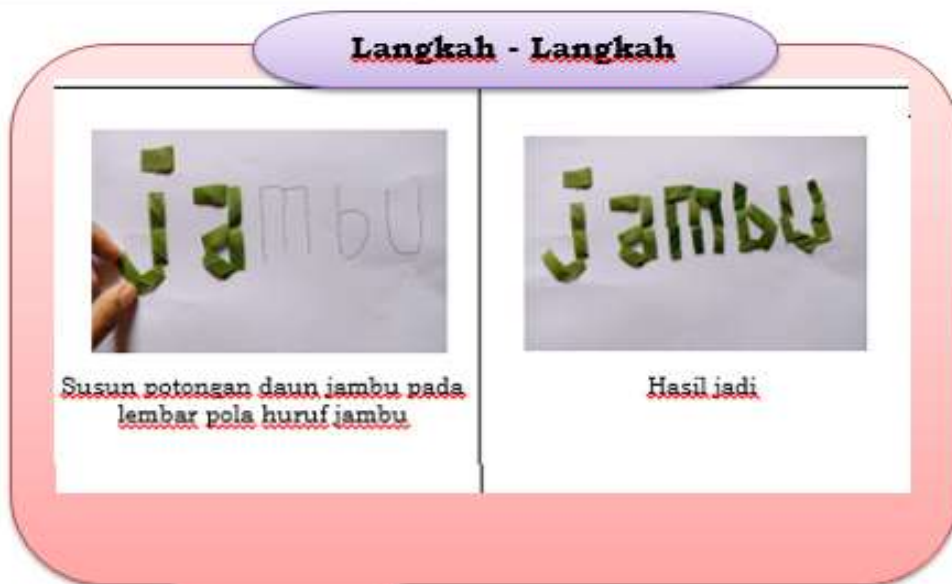 Langkah - Langkah
jambu
jambu
Susun potongan daun jambu pada
lembar pola huruf jambu
Hasil jadi